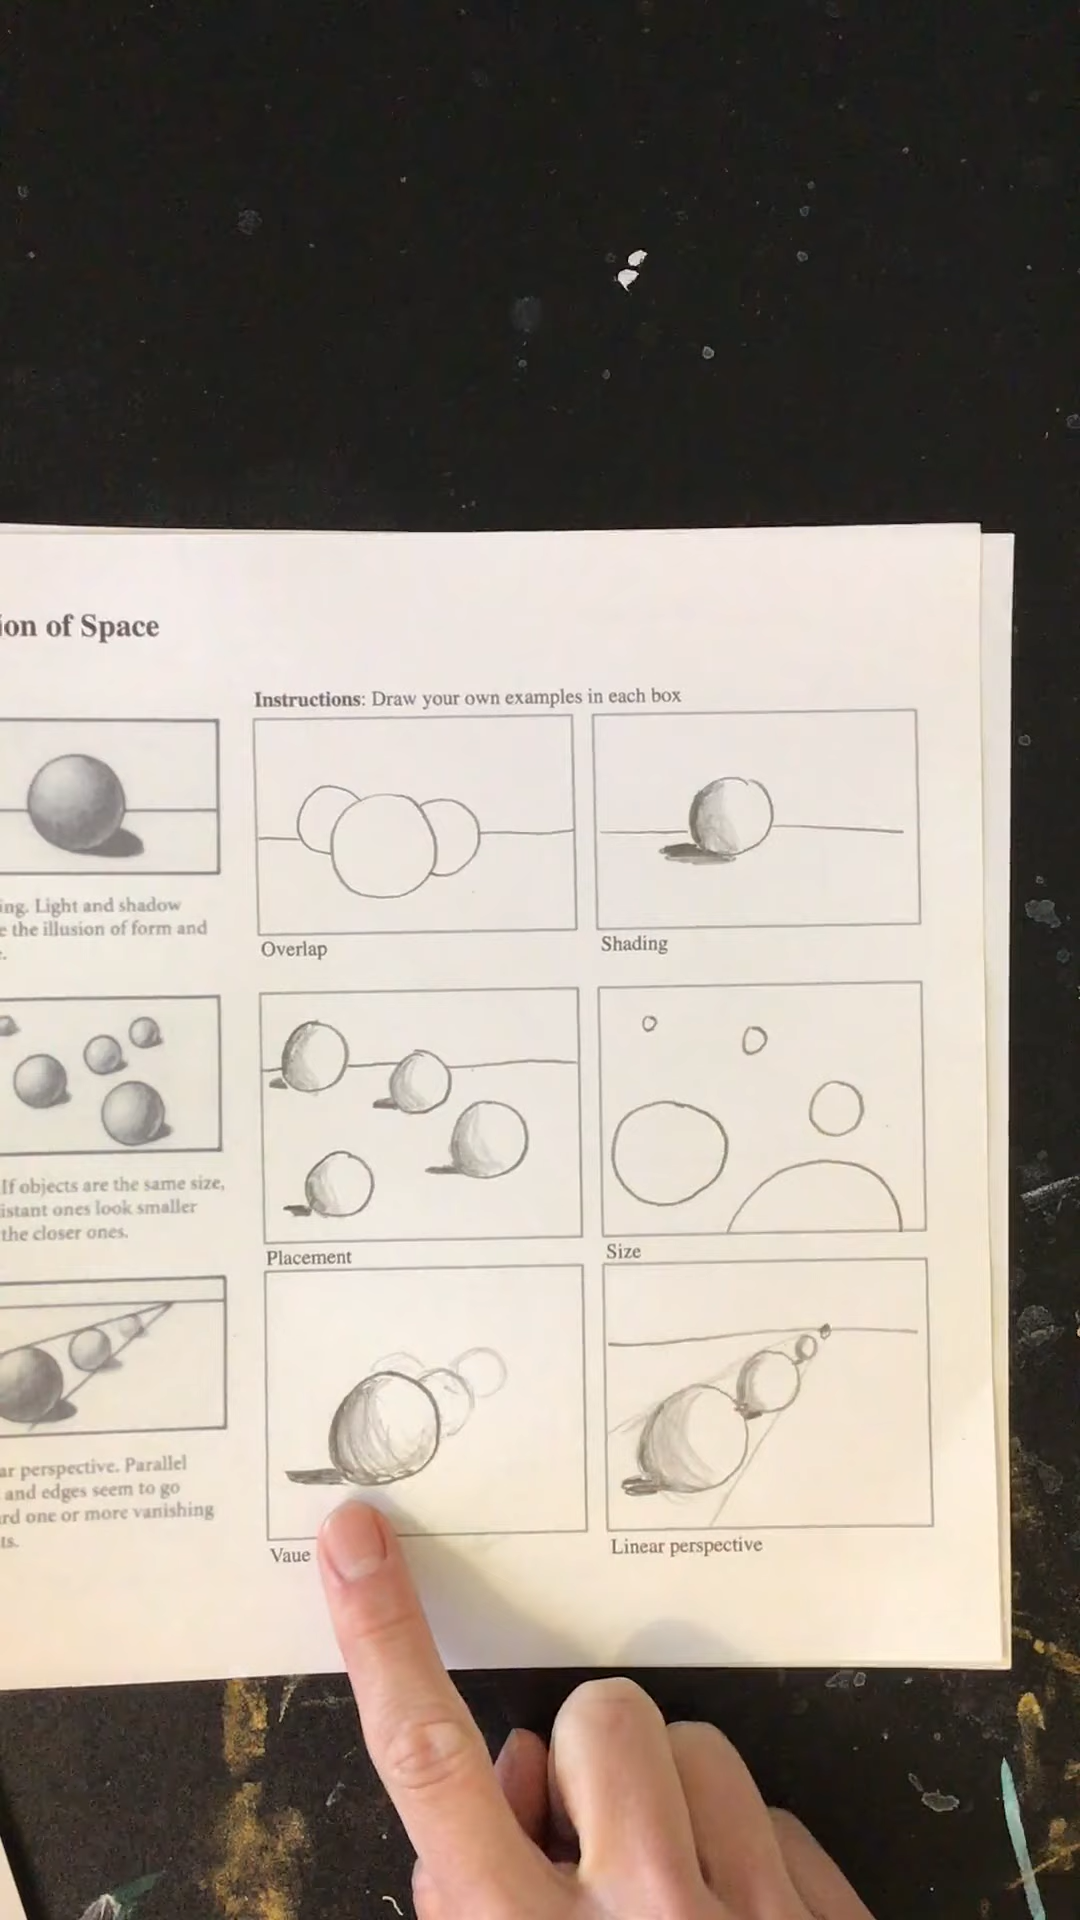 ion of Space
Instructions: Draw your own examples in each box
ing. Light and shadow
e the illusion of form and
Overlap
Shading
If objects are the same size,
istant ones look smaller
the closer ones.
Placement
Size
ar perspective. Parallel
and edges seem to go
rd one or more vanishing
ts.
Vaue
Linear perspective